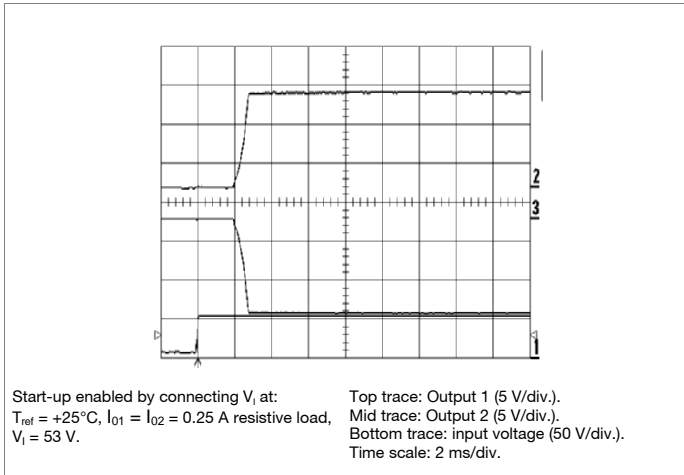 2
3
1
Start-up enabled by connecting V_I at:
T_ref = +25°C, I_01 = I_02 = 0.25 A resistive load,
V_I = 53 V.
Top trace: Output 1 (5 V/div.).
Mid trace: Output 2 (5 V/div.).
Bottom trace: input voltage (50 V/div.).
Time scale: 2 ms/div.